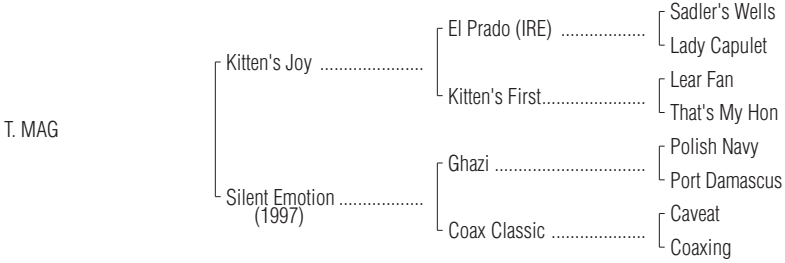 Sadler's Wells
El Prado (IRE) ...................
Lady Capulet
Kitten's Joy ......................
Lear Fan
Kitten's First......................
That's My Hon
T. MAG
Polish Navy
Ghazi ................................
Port Damascus
Silent Emotion ..................
(1997)
Caveat
Coax Classic ....................
Coaxing